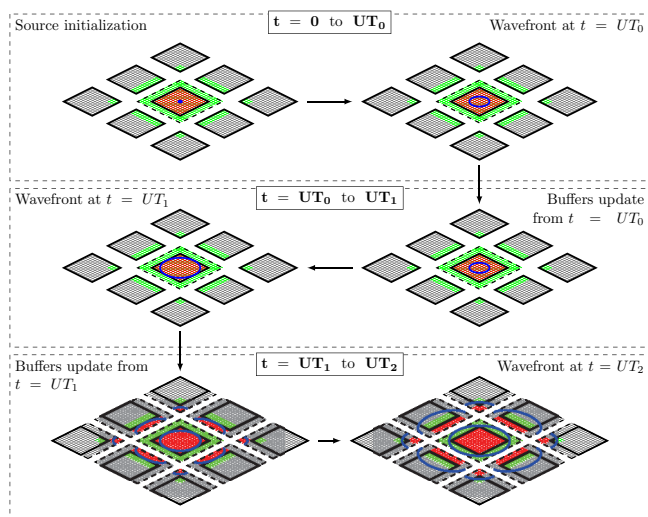 t = 0 to UT₀
Source initialization
Wavefront at t = UT₀
t = UT₀ to UT₁
Wavefront at t = UT₁
Buffers update
from t = UT₀
t = UT₁ to UT₂
Buffers update from
t = UT₁
Wavefront at t = UT₂